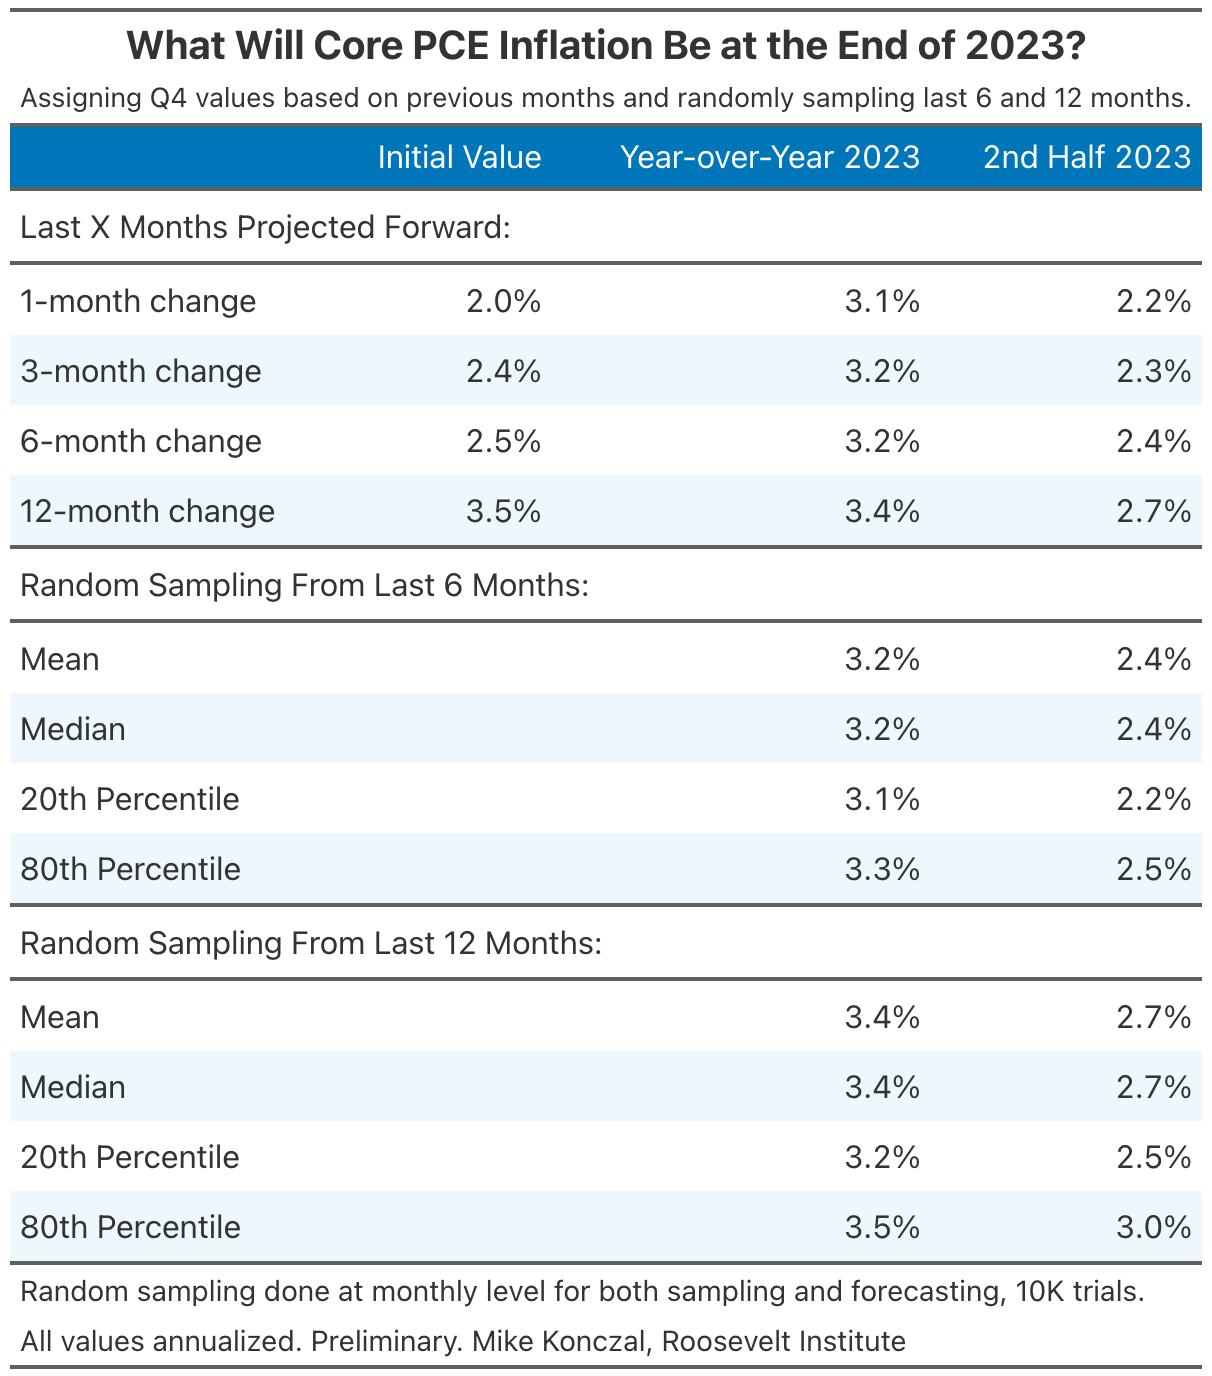 What Will Core PCE Inflation Be at the End of 2023?
Assigning Q4 values based on previous months and randomly sampling last 6 and 12 months.
Initial Value Year-over-Year 2023 2nd Half 2023
Last X Months Projected Forward:
1-month change 2.0% 3.1% 2.2%
3-month change 2.4% 3.2% 2.3%
6-month change 2.5% 3.2% 2.4%
12-month change 3.5% 3.4% 2.7%
Random Sampling From Last 6 Months:
Mean 3.2% 2.4%
Median 3.2% 2.4%
20th Percentile 3.1% 2.2%
80th Percentile 3.3% 2.5%
Random Sampling From Last 12 Months:
Mean 3.4% 2.7%
Median 3.4% 2.7%
20th Percentile 3.2% 2.5%
80th Percentile 3.5% 3.0%
Random sampling done at monthly level for both sampling and forecasting, 10K trials.
All values annualized. Preliminary. Mike Konczal, Roosevelt Institute